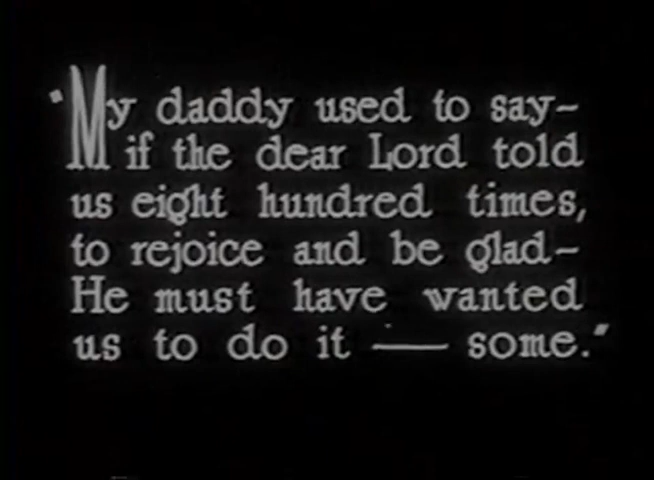 "My daddy used to say-
if the dear Lord told
us eight hundred times,
to rejoice and be glad-
He must have wanted
us to do it — some."